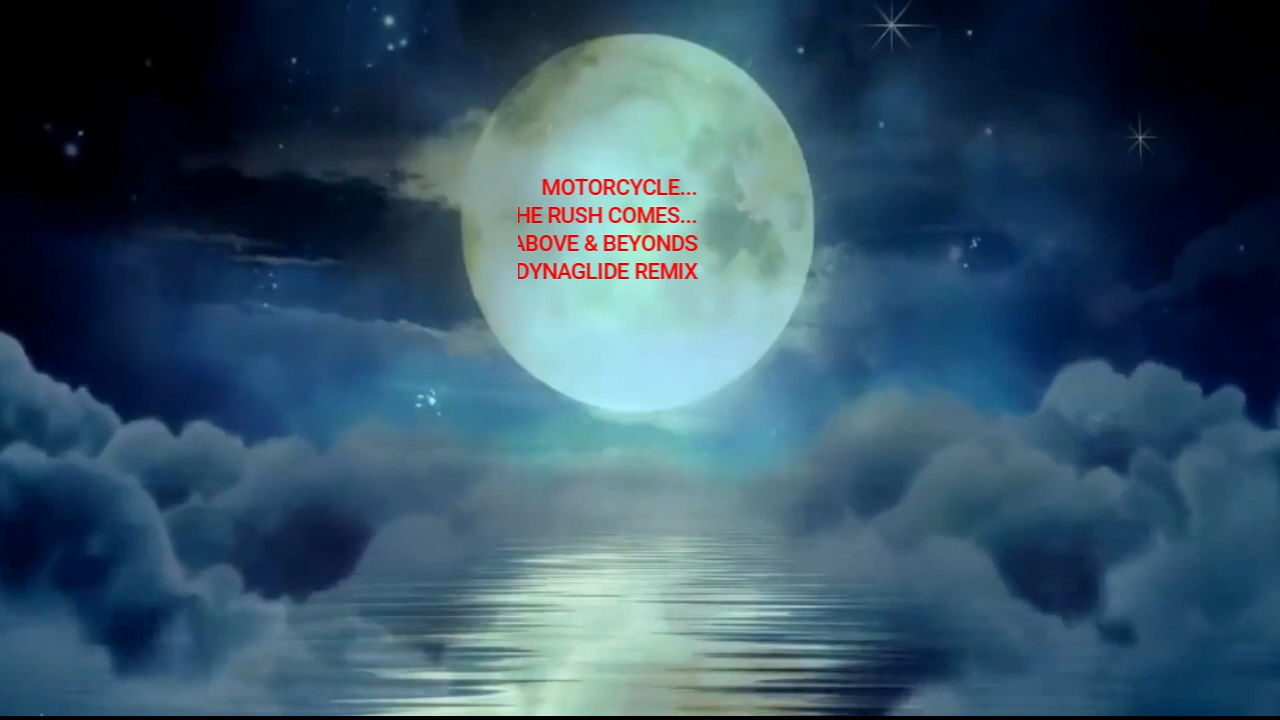 MOTORCYCLE...
HE RUSH COMES...
ABOVE & BEYONDS
DYNAGLIDE REMIX